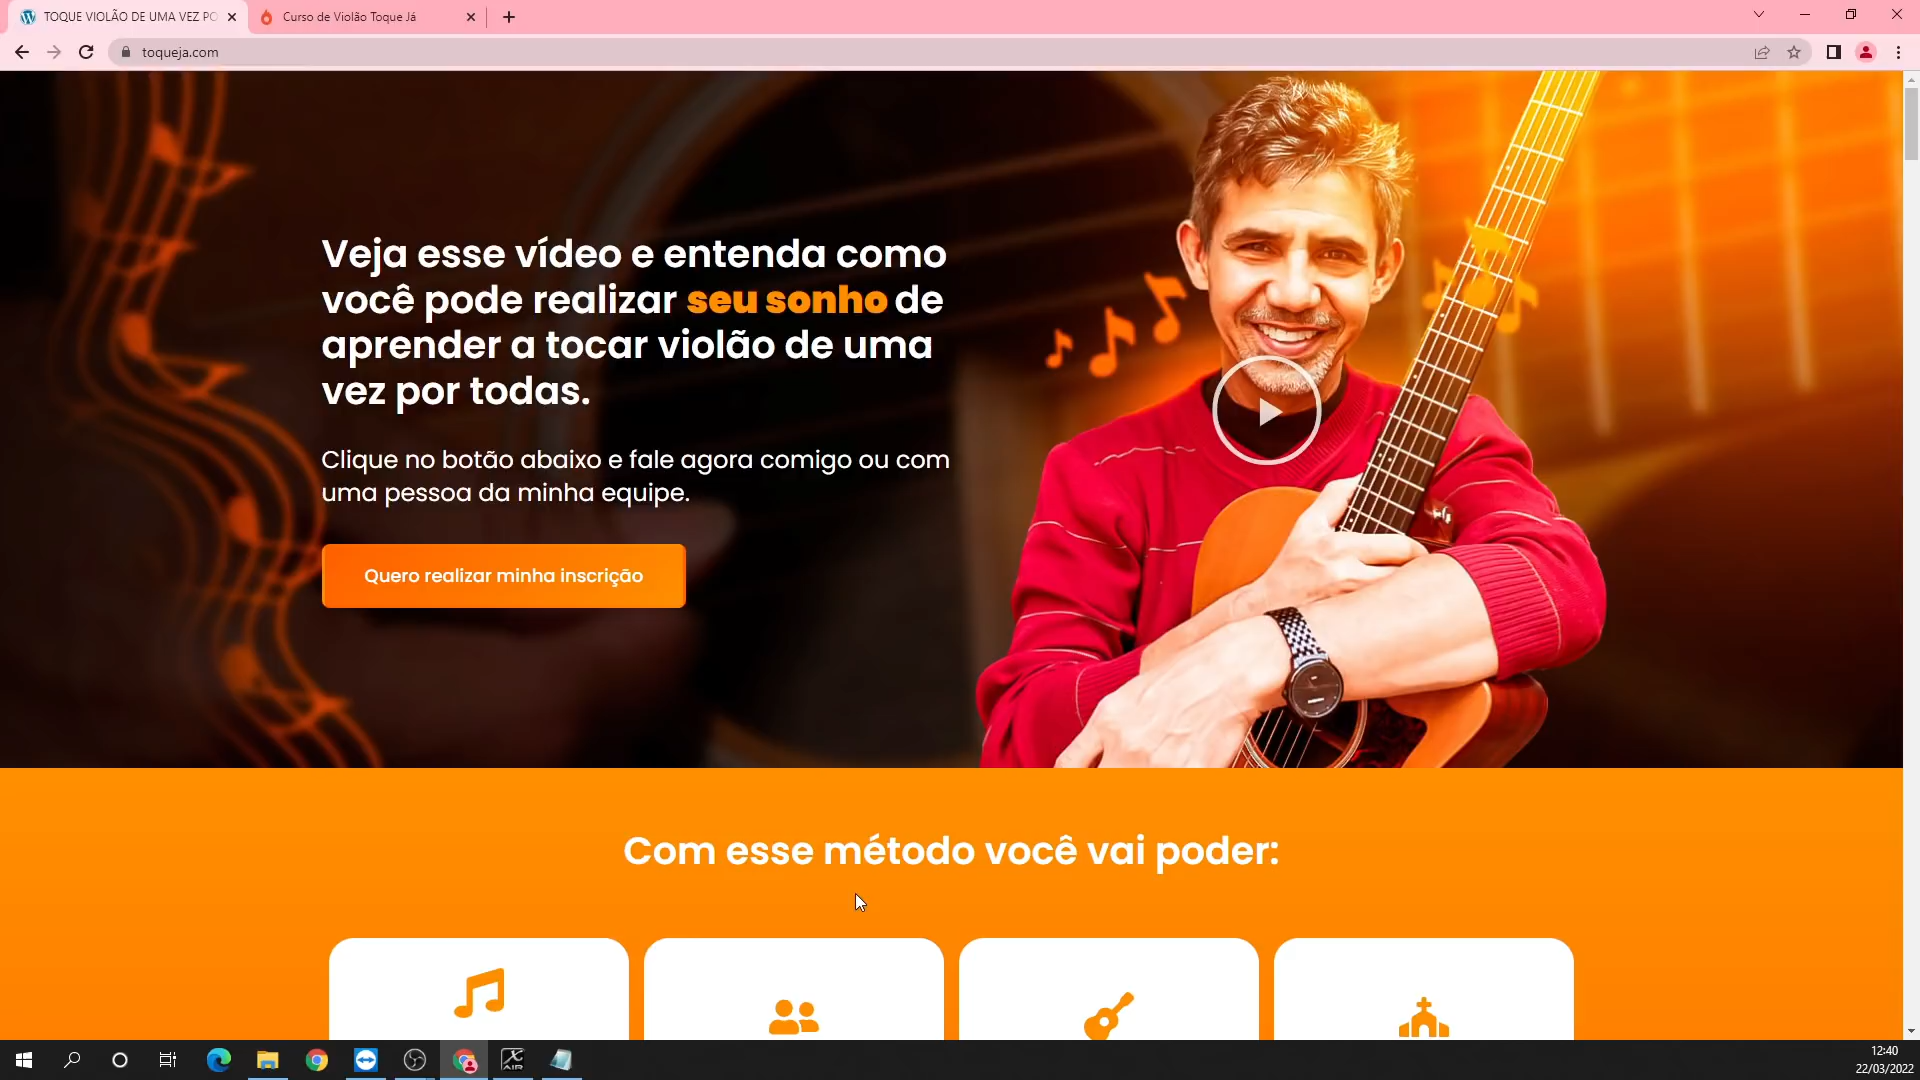 TOQUE VIOLÃO DE UMA VEZ PO
Curso de Violão Toque Já
toqueja.com
Veja esse vídeo e entenda como
você pode realizar seu sonho de
aprender a tocar violão de uma
vez por todas.
Clique no botão abaixo e fale agora comigo ou com
uma pessoa da minha equipe.
Quero realizar minha inscrição
Com esse método você vai poder:
X AIR
12:40
22/03/2022